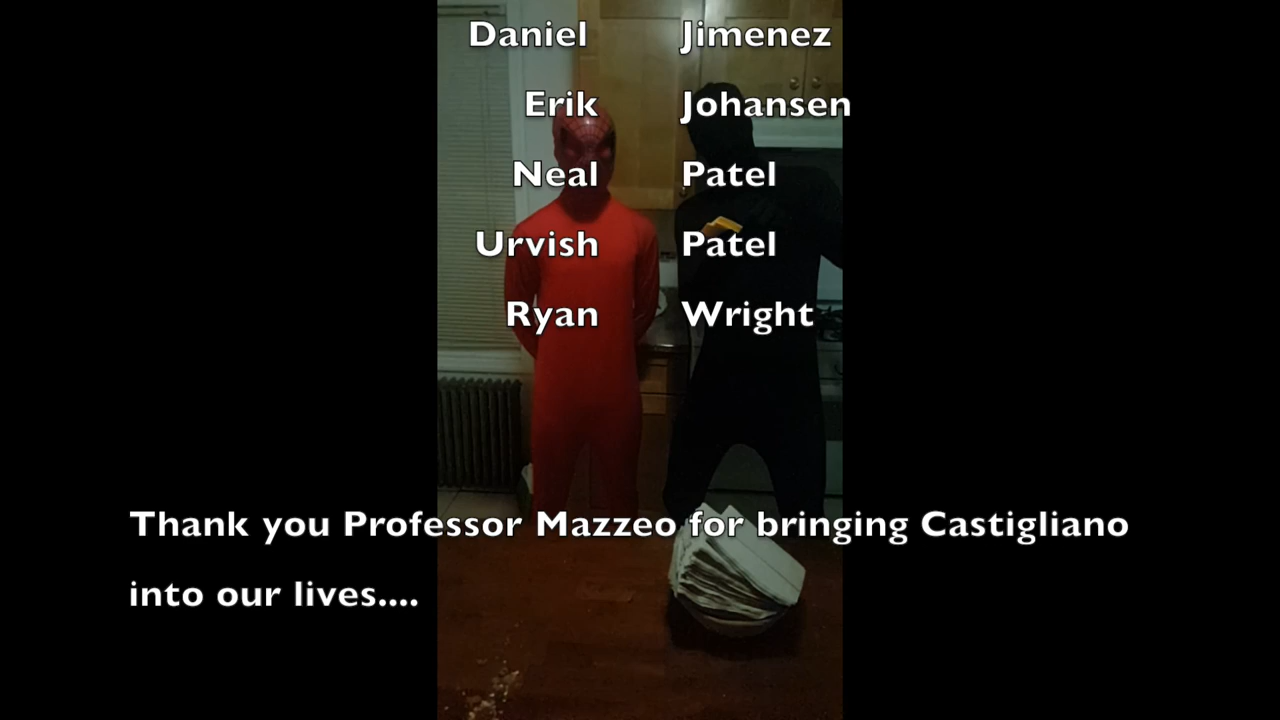 Daniel Jimenez
Erik Johansen
Neal Patel
Urvish Patel
Ryan Wright
Thank you Professor Mazzeo for bringing Castigliano
into our lives....